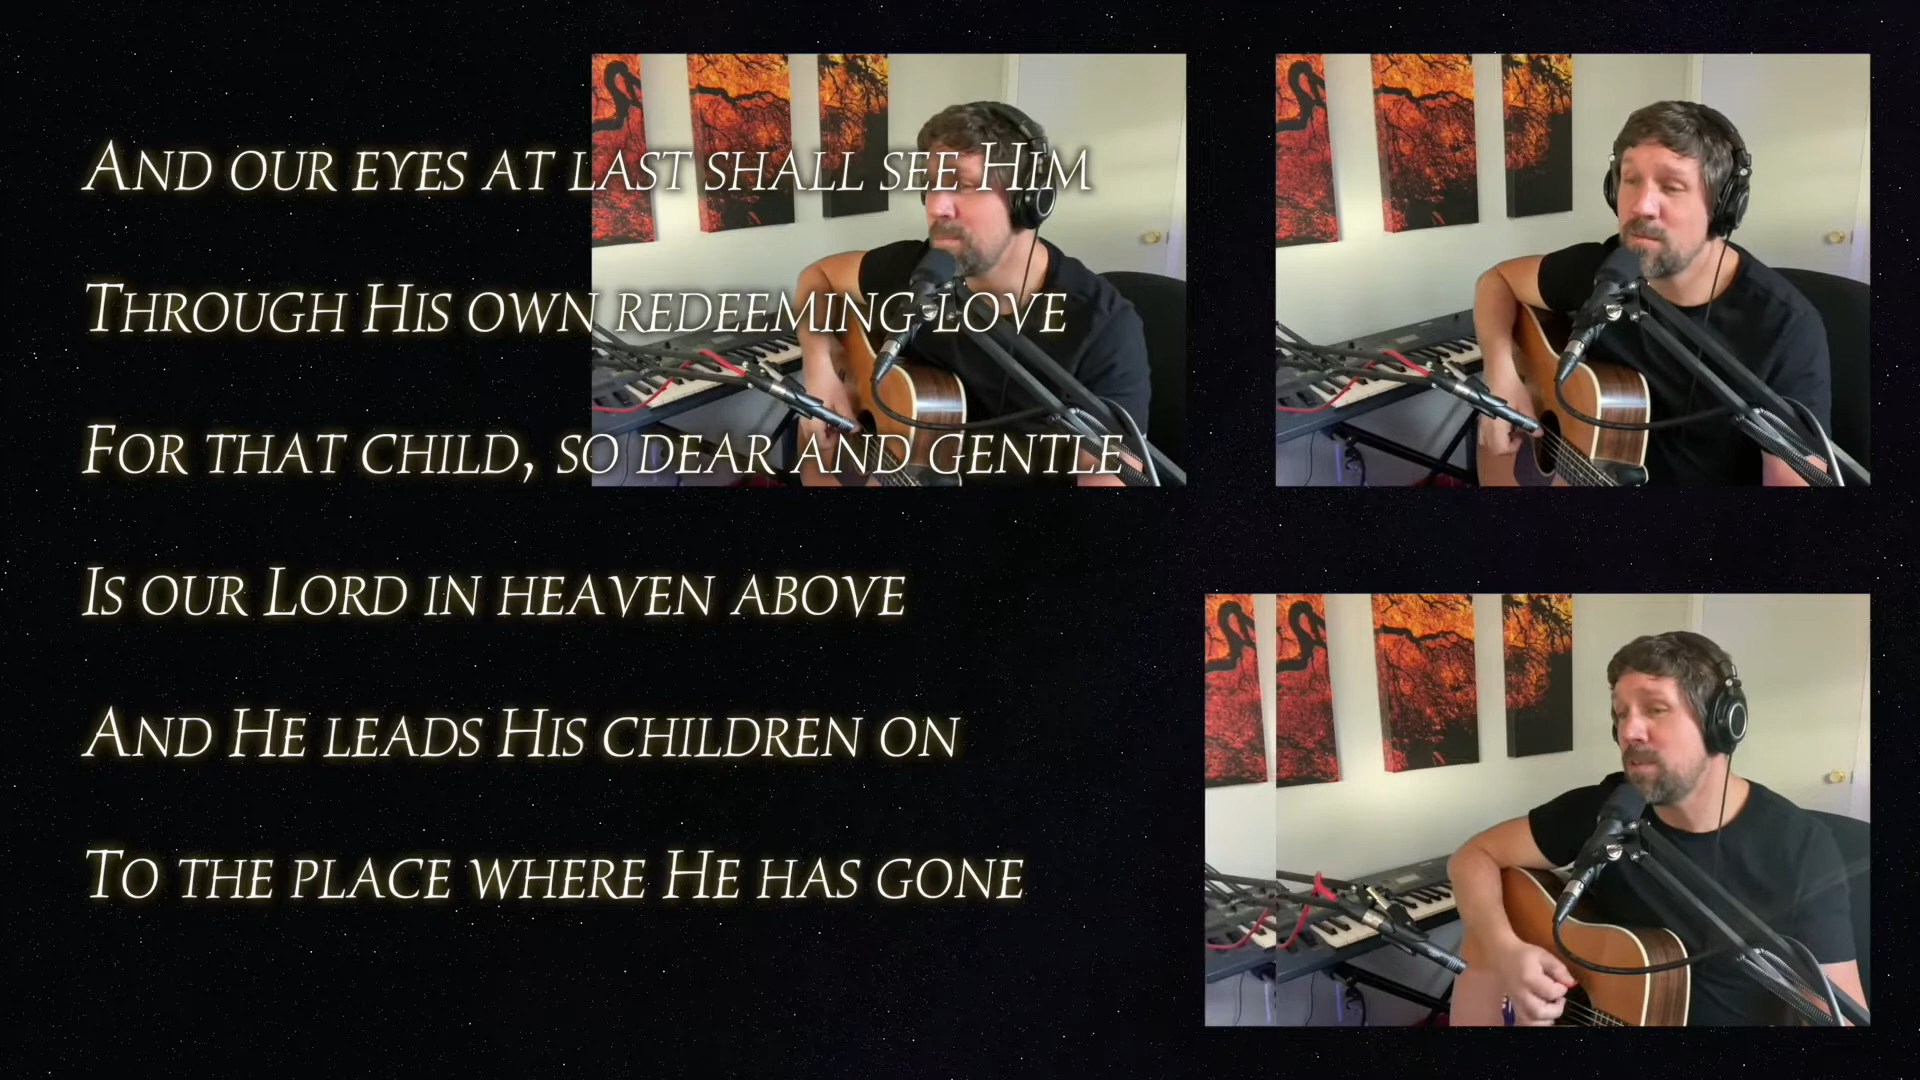 And our eyes at last shall see Him
Through His own redeeming love
For that child, so dear and gentle
Is our Lord in heaven above
And He leads His children on
To the place where He has gone